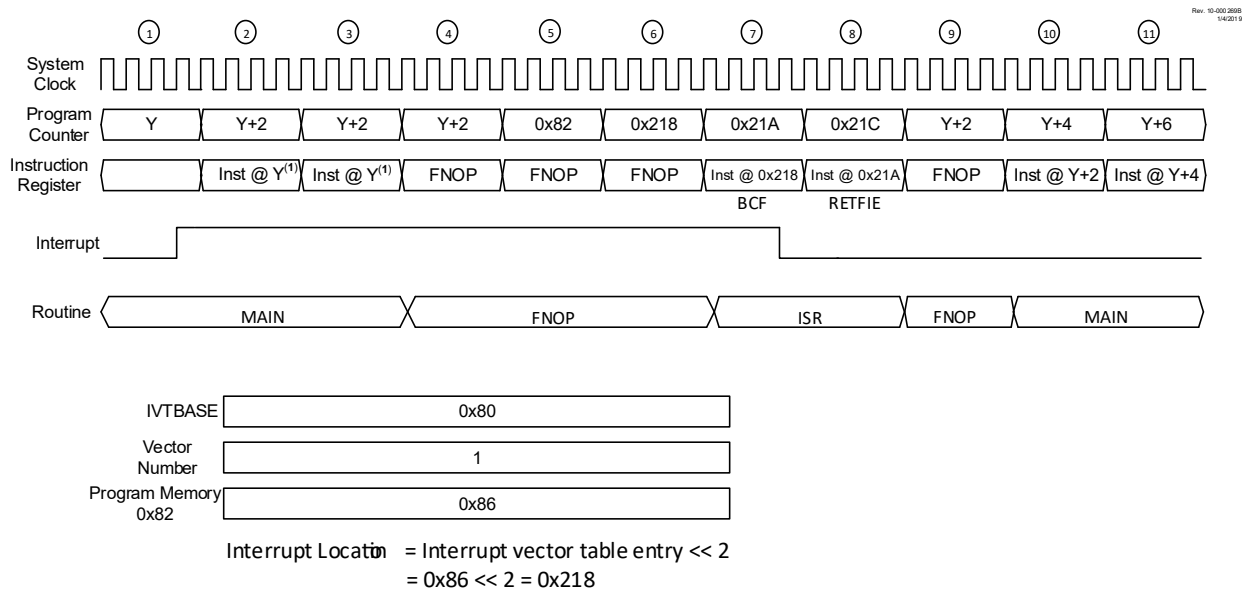 Rev. 10-000269B
1/4/2019
1 2 3 4 5 6 7 8 9 10 11
System
Clock
Program
Counter
Y Y+2 Y+2 Y+2 0x82 0x218 0x21A 0x21C Y+2 Y+4 Y+6
Instruction
Register
Inst @ Y(1) Inst @ Y(1) FNOP FNOP FNOP Inst @ 0x218 Inst @ 0x21A FNOP Inst @ Y+2 Inst @ Y+4
BCF RETFIE
Interrupt
Routine MAIN FNOP ISR FNOP MAIN
IVTBASE 0x80
Vector
Number
1
Program Memory
0x82
0x86
Interrupt Location = Interrupt vector table entry << 2
= 0x86 << 2 = 0x218